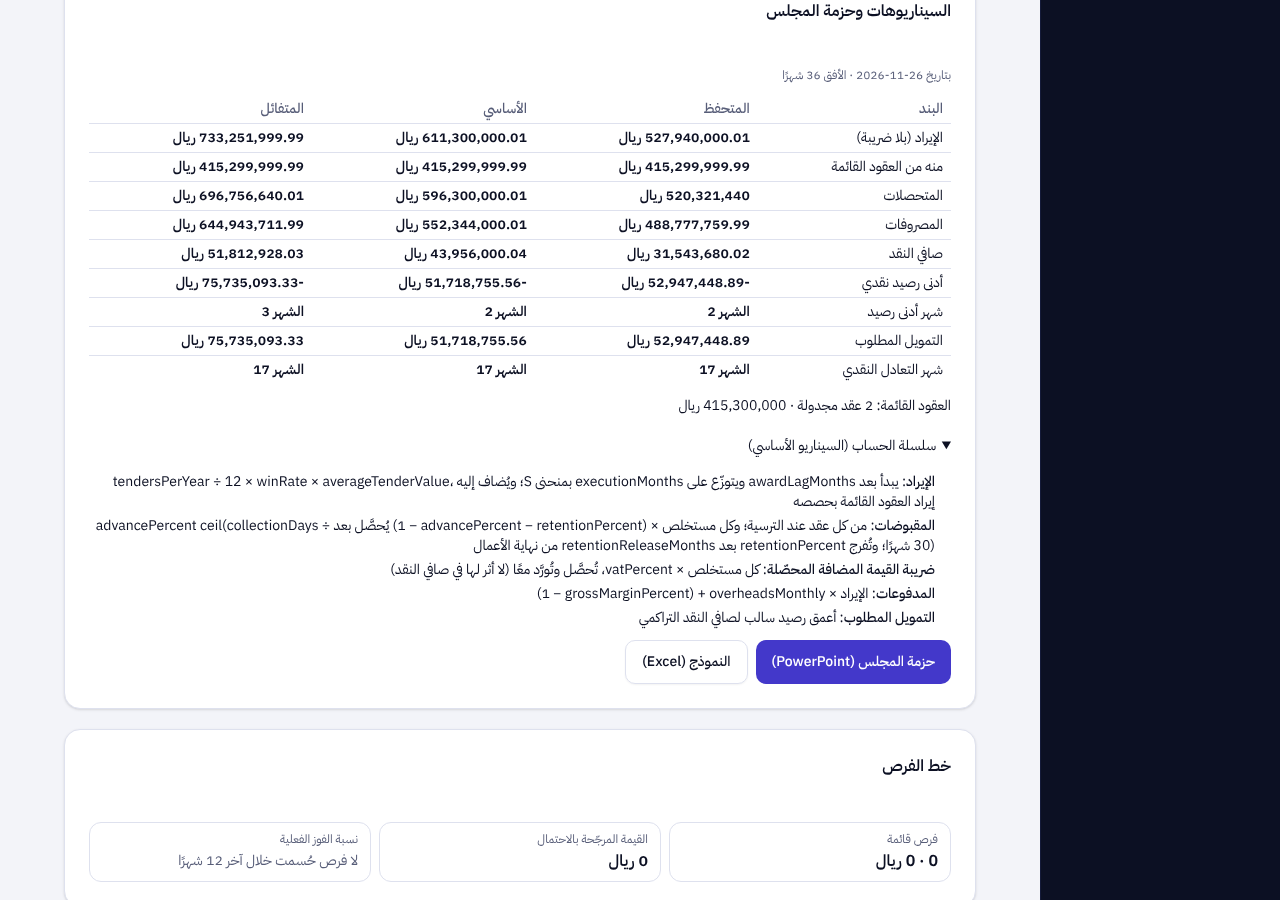 السيناريوهات وحزمة المجلس
بتاريخ 26-11-2026 · الأفق 36 شهرًا
البند المتحفظ الأساسي المتفائل
الإيراد (بلا ضريبة) 527,940,000.01 ريال 611,300,000.01 ريال 733,251,999.99 ريال
منه من العقود القائمة 415,299,999.99 ريال 415,299,999.99 ريال 415,299,999.99 ريال
المتحصلات 520,321,440 ريال 596,300,000.01 ريال 696,756,640.01 ريال
المصروفات 488,777,759.99 ريال 552,344,000.01 ريال 644,943,711.99 ريال
صافي النقد 31,543,680.02 ريال 43,956,000.04 ريال 51,812,928.03 ريال
أدنى رصيد نقدي -52,947,448.89 ريال -51,718,755.56 ريال -75,735,093.33 ريال
شهر أدنى رصيد الشهر 2 الشهر 2 الشهر 3
التمويل المطلوب 52,947,448.89 ريال 51,718,755.56 ريال 75,735,093.33 ريال
شهر التعادل النقدي الشهر 17 الشهر 17 الشهر 17
العقود القائمة: 2 عقد مجدولة · 415,300,000 ريال
▼ سلسلة الحساب (السيناريو الأساسي)
الإيراد: يبدأ بعد awardLagMonths ويتوزّع على executionMonths بمنحنى S؛ ويُضاف إليه tendersPerYear ÷ 12 × winRate × averageTenderValue،
إيراد العقود القائمة بحصصه
المقبوضات: من كل عقد عند الترسية؛ وكل مستخلص × (1 − advancePercent − retentionPercent) يُحصَّل بعد advancePercent ceil(collectionDays ÷
30) شهرًا؛ وتُفرج retentionPercent بعد retentionReleaseMonths من نهاية الأعمال
ضريبة القيمة المضافة المحصّلة: كل مستخلص × vatPercent، تُحصَّل وتُورَّد معًا (لا أثر لها في صافي النقد)
المدفوعات: الإيراد × (1 − grossMarginPercent) + overheadsMonthly
التمويل المطلوب: أعمق رصيد سالب لصافي النقد التراكمي
حزمة المجلس (PowerPoint) النموذج (Excel)
خط الفرص
فرص قائمة القيمة المرجّحة بالاحتمال نسبة الفوز الفعلية
0 · 0 ريال 0 ريال لا فرص حُسمت خلال آخر 12 شهرًا